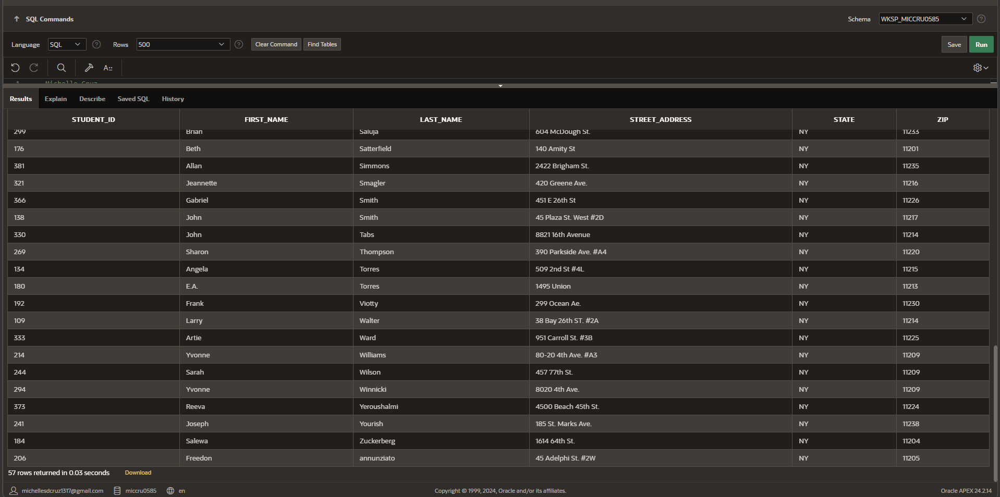 SQL Commands
Schema WKSP_MICCRU0585
Language SQL Rows 500 Clear Command Find Tables Save Run
1 Michelle Cruz
Results Explain Describe Saved SQL History
STUDENT_ID FIRST_NAME LAST_NAME STREET_ADDRESS STATE ZIP
299 Brian Saluja 604 McDough St. NY 11233
176 Beth Satterfield 140 Amity St NY 11201
381 Allan Simmons 2422 Brigham St. NY 11235
321 Jeannette Smagler 420 Greene Ave. NY 11216
366 Gabriel Smith 451 E 26th St NY 11226
138 John Smith 45 Plaza St. West #2D NY 11217
330 John Tabs 8821 16th Avenue NY 11214
269 Sharon Thompson 390 Parkside Ave. #A4 NY 11220
134 Angela Torres 509 2nd St #4L NY 11215
180 E.A. Torres 1495 Union NY 11213
192 Frank Viotty 299 Ocean Ae. NY 11230
109 Larry Walter 38 Bay 26th ST. #2A NY 11214
333 Artie Ward 951 Carroll St. #3B NY 11225
214 Yvonne Williams 80-20 4th Ave. #A3 NY 11209
244 Sarah Wilson 457 77th St. NY 11209
294 Yvonne Winnicki 8020 4th Ave. NY 11209
373 Reeva Yeroushalmi 4500 Beach 45th St. NY 11224
241 Joseph Yourish 185 St. Marks Ave. NY 11238
184 Salewa Zuckerberg 1614 64th St. NY 11204
206 Freedon annunziato 45 Adelphi St. #2W NY 11205
57 rows returned in 0.03 seconds Download
michellesdcruz1317@gmail.com miccru0585 en Copyright © 1999, 2024, Oracle and/or its affiliates. Oracle APEX 24.2.14